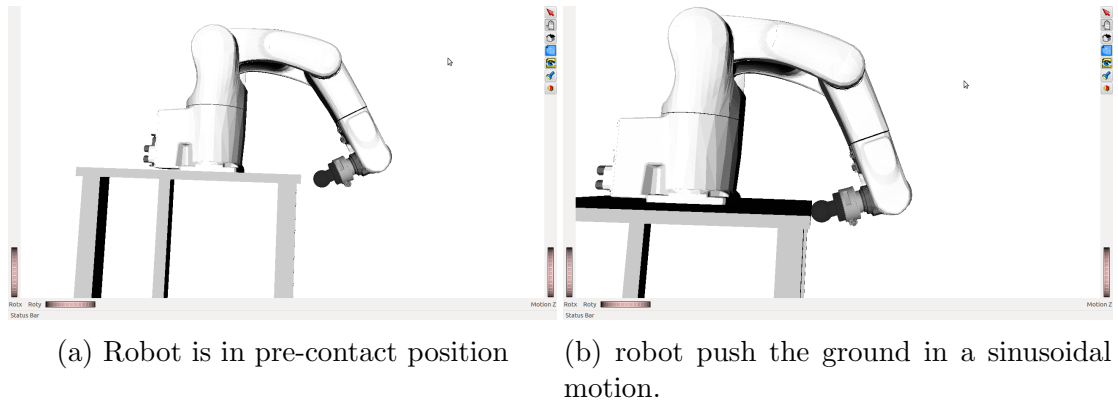 Rotx Roty Motion Z
Status Bar
Rotx Roty Motion Z
Status Bar
(a) Robot is in pre-contact position
(b) robot push the ground in a sinusoidal
motion.